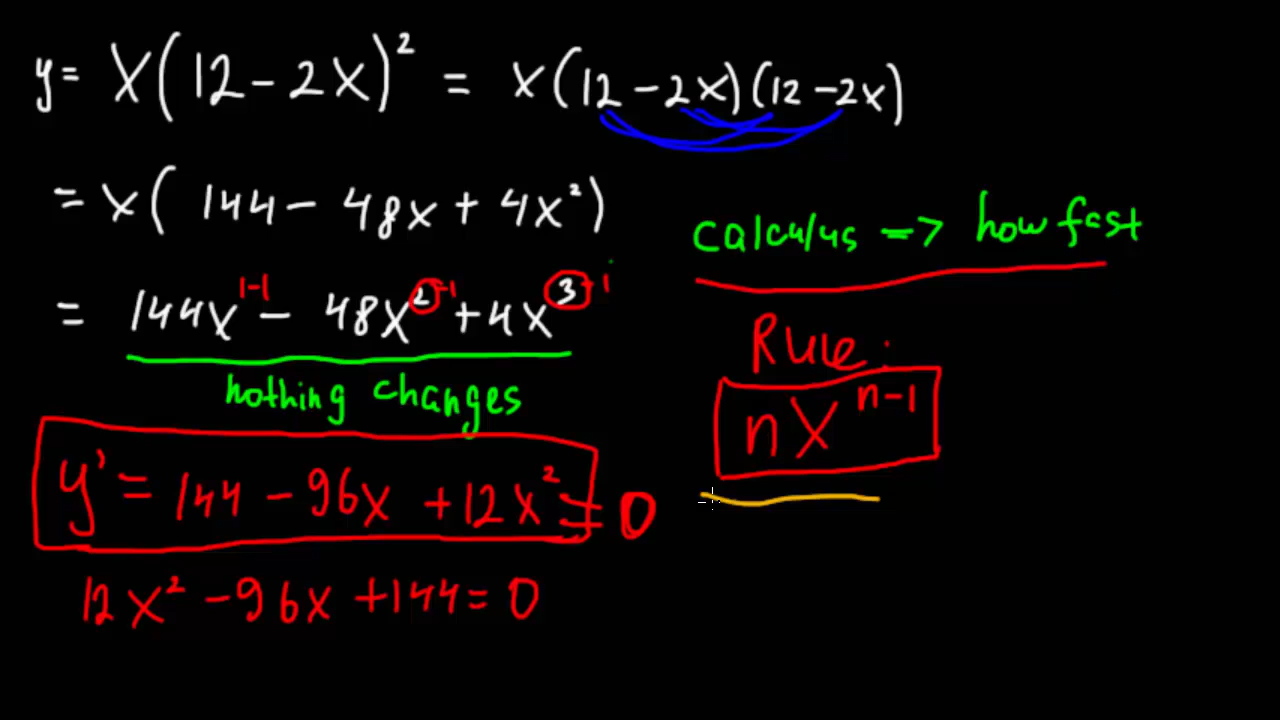 y = x(12-2x)² = x(12-2x)(12-2x)
= x(144 - 48x + 4x²)
calculus => how fast
= 144x¹⁻¹ - 48x²⁻¹ + 4x³⁻¹
nothing changes
Rule:
nx^(n-1)
y' = 144 - 96x + 12x² = 0
12x² - 96x + 144 = 0